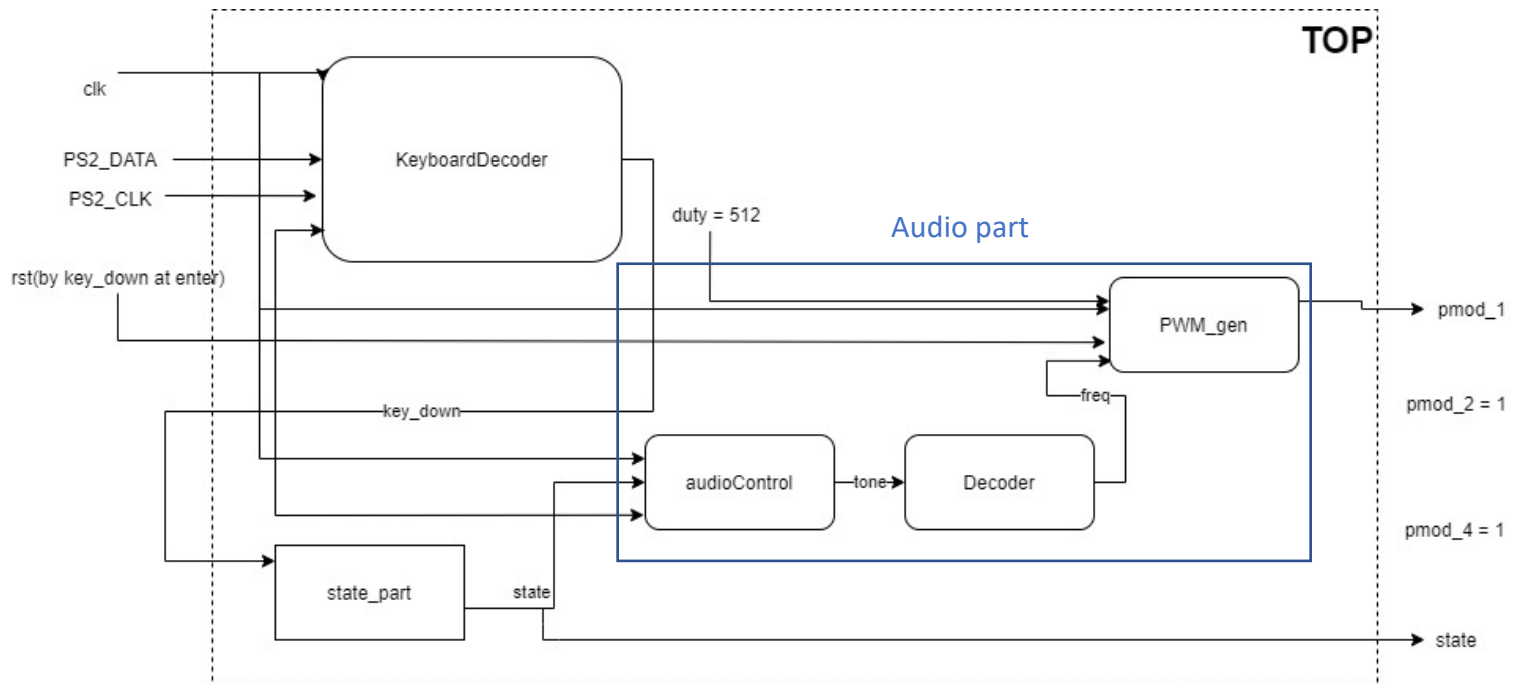 TOP
clk
KeyboardDecoder
PS2_DATA
PS2_CLK
duty = 512
Audio part
rst(by key_down at enter)
pmod_1
PWM_gen
freq
pmod_2 = 1
key_down
audioControl
tone
Decoder
pmod_4 = 1
state_part
state
state